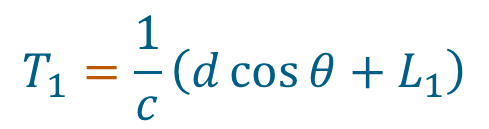 T₁ = 1/c (d cos θ + L₁)